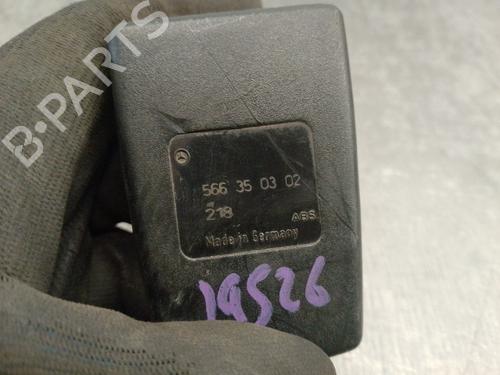 B-PARTS
566 35 03 02
218 ABS
Made in Germany
19526